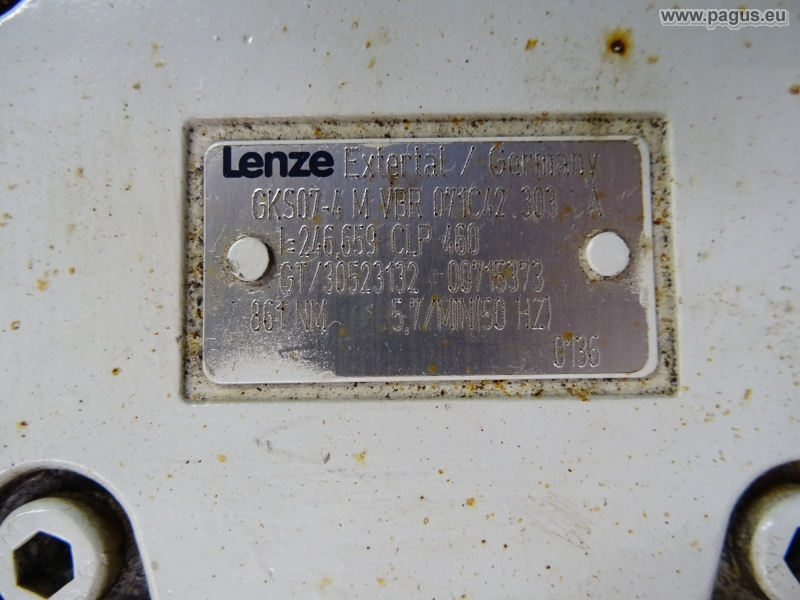 www.pagus.eu
Lenze Extertal / Germany
GKS07-4 M VBR 071C42 303 A
I=246,659 CLP 460
GT/30523132 00715373
861 NM 5,7/MIN(50 HZ)
0136